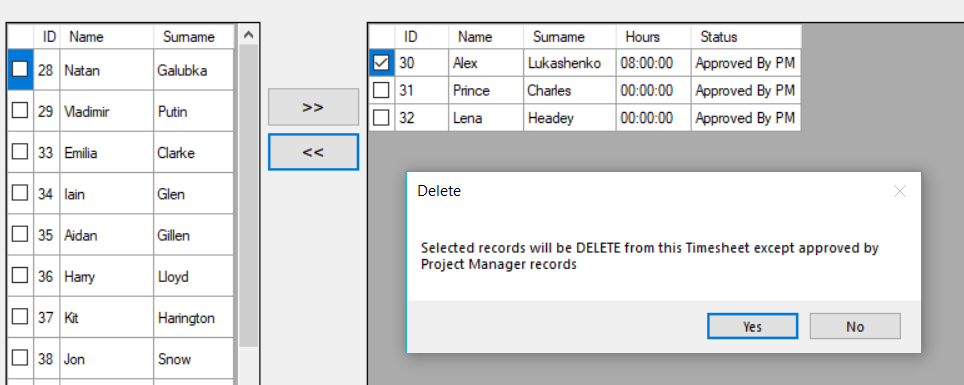 ID Name Surname
28 Natan Galubka
29 Vladimir Putin
33 Emilia Clarke
34 Iain Glen
35 Aidan Gillen
36 Harry Lloyd
37 Kit Harington
38 Jon Snow
>>
<<
ID Name Surname Hours Status
30 Alex Lukashenko 08:00:00 Approved By PM
31 Prince Charles 00:00:00 Approved By PM
32 Lena Headey 00:00:00 Approved By PM
Delete
Selected records will be DELETE from this Timesheet except approved by
Project Manager records
Yes No